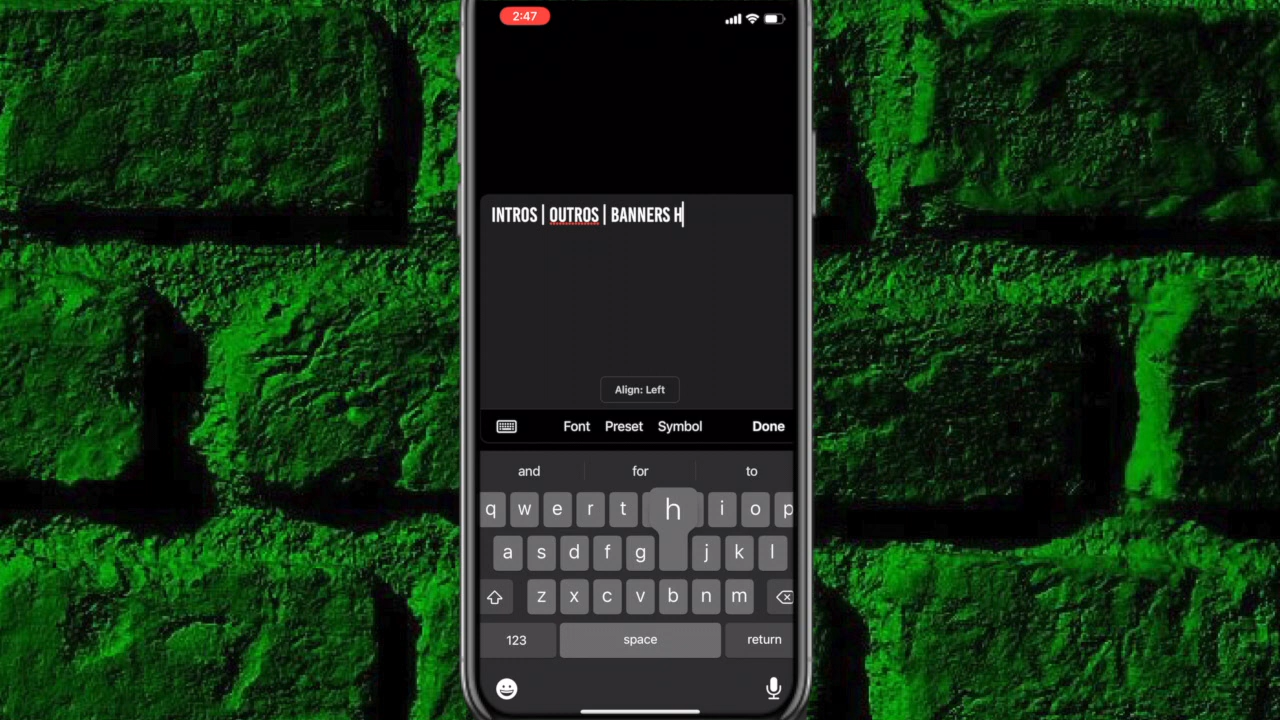 2:47
INTROS | OUTROS | BANNERS H
Align: Left
Font Preset Symbol Done
and for to
q w e r t h i o p
a s d f g j k l
z x c v b n m
123 space return